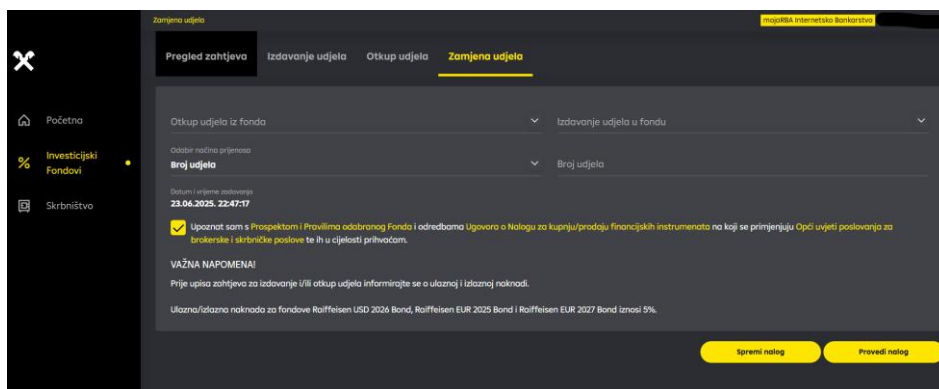 Zamjena udjela
mojaRBA Internetsko Bankarstvo
Pregled zahtjeva
Izdavanje udjela
Otkup udjela
Zamjena udjela
Početna
Investicijski
Fondovi
Skrbništvo
Otkup udjela iz fonda
Izdavanje udjela u fondu
Odabir načina prijenosa
Broj udjela
Broj udjela
Datum i vrijeme zadavanja
23.06.2025. 22:47:17
Upoznat sam s Prospektom i Pravilima odabranog Fonda i odredbama Ugovora o Nalogu za kupnju/prodaju financijskih instrumenata na koji se primjenjuju Opći uvjeti poslovanja za
brokerske i skrbničke poslove te ih u cijelosti prihvaćam.
VAŽNA NAPOMENA!
Prije upisa zahtjeva za izdavanje i/ili otkup udjela informirajte se o ulaznoj i izlaznoj naknadi.
Ulazna/izlazna naknada za fondove Raiffeisen USD 2026 Bond, Raiffeisen EUR 2025 Bond i Raiffeisen EUR 2027 Bond iznosi 5%.
Spremi nalog
Provedi nalog